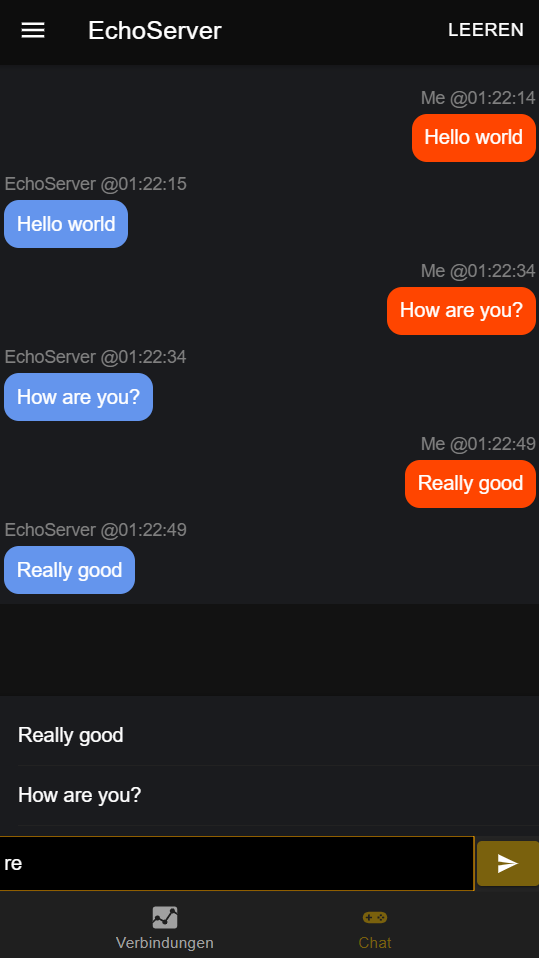 EchoServer
LEEREN
Me @01:22:14
Hello world
EchoServer @01:22:15
Hello world
Me @01:22:34
How are you?
EchoServer @01:22:34
How are you?
Me @01:22:49
Really good
EchoServer @01:22:49
Really good
Really good
How are you?
re
Verbindungen
Chat